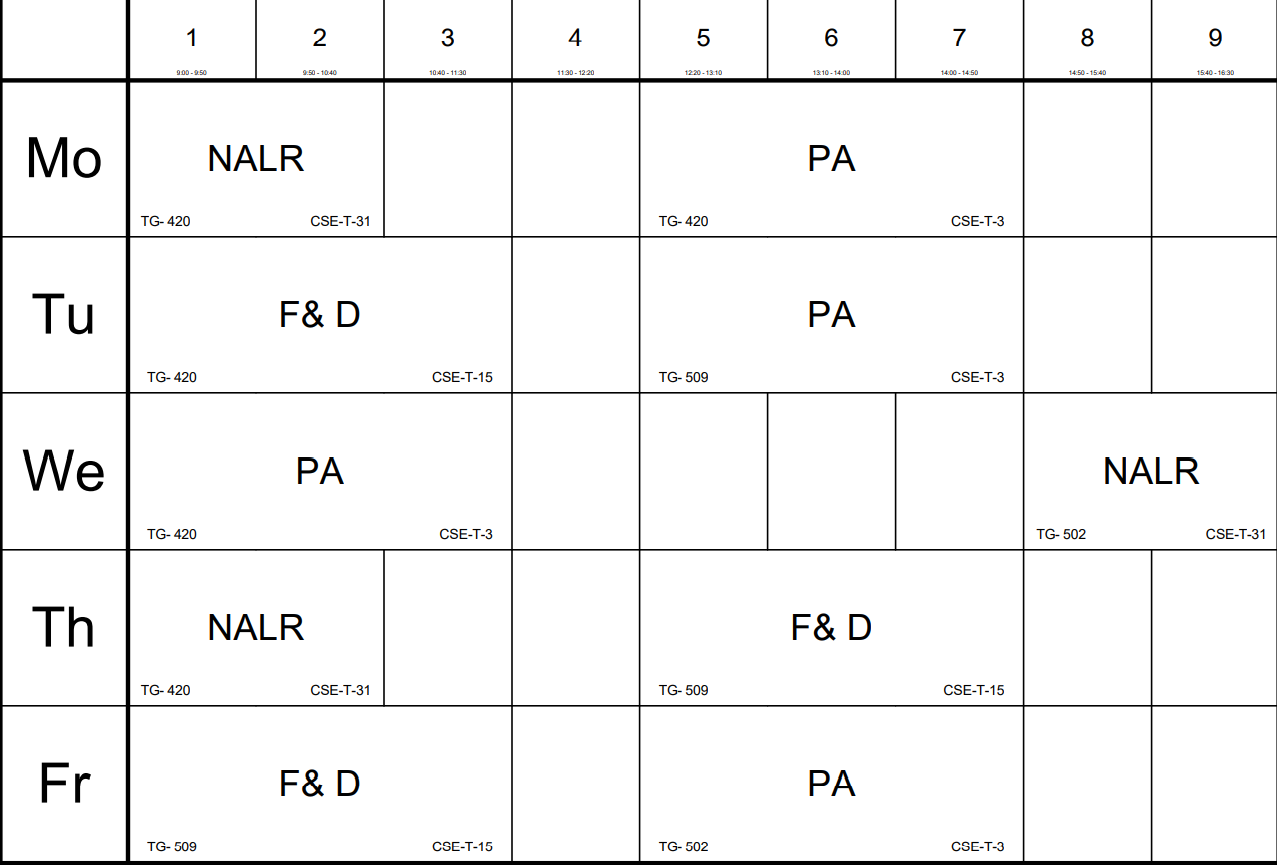 1 2 3 4 5 6 7 8 9
9:00 - 9:50 9:50 - 10:40 10:40 - 11:30 11:30 - 12:20 12:20 - 13:10 13:10 - 14:00 14:00 - 14:50 14:50 - 15:40 15:40 - 16:30
Mo NALR PA
TG- 420 CSE-T-31 TG- 420 CSE-T-3
Tu F& D PA
TG- 420 CSE-T-15 TG- 509 CSE-T-3
We PA NALR
TG- 420 CSE-T-3 TG- 502 CSE-T-31
Th NALR F& D
TG- 420 CSE-T-31 TG- 509 CSE-T-15
Fr F& D PA
TG- 509 CSE-T-15 TG- 502 CSE-T-3